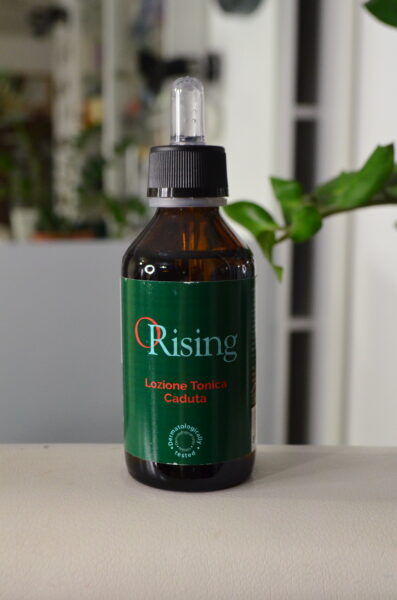 ORising
Lozione Tonica
Caduta
Dermatologically
tested